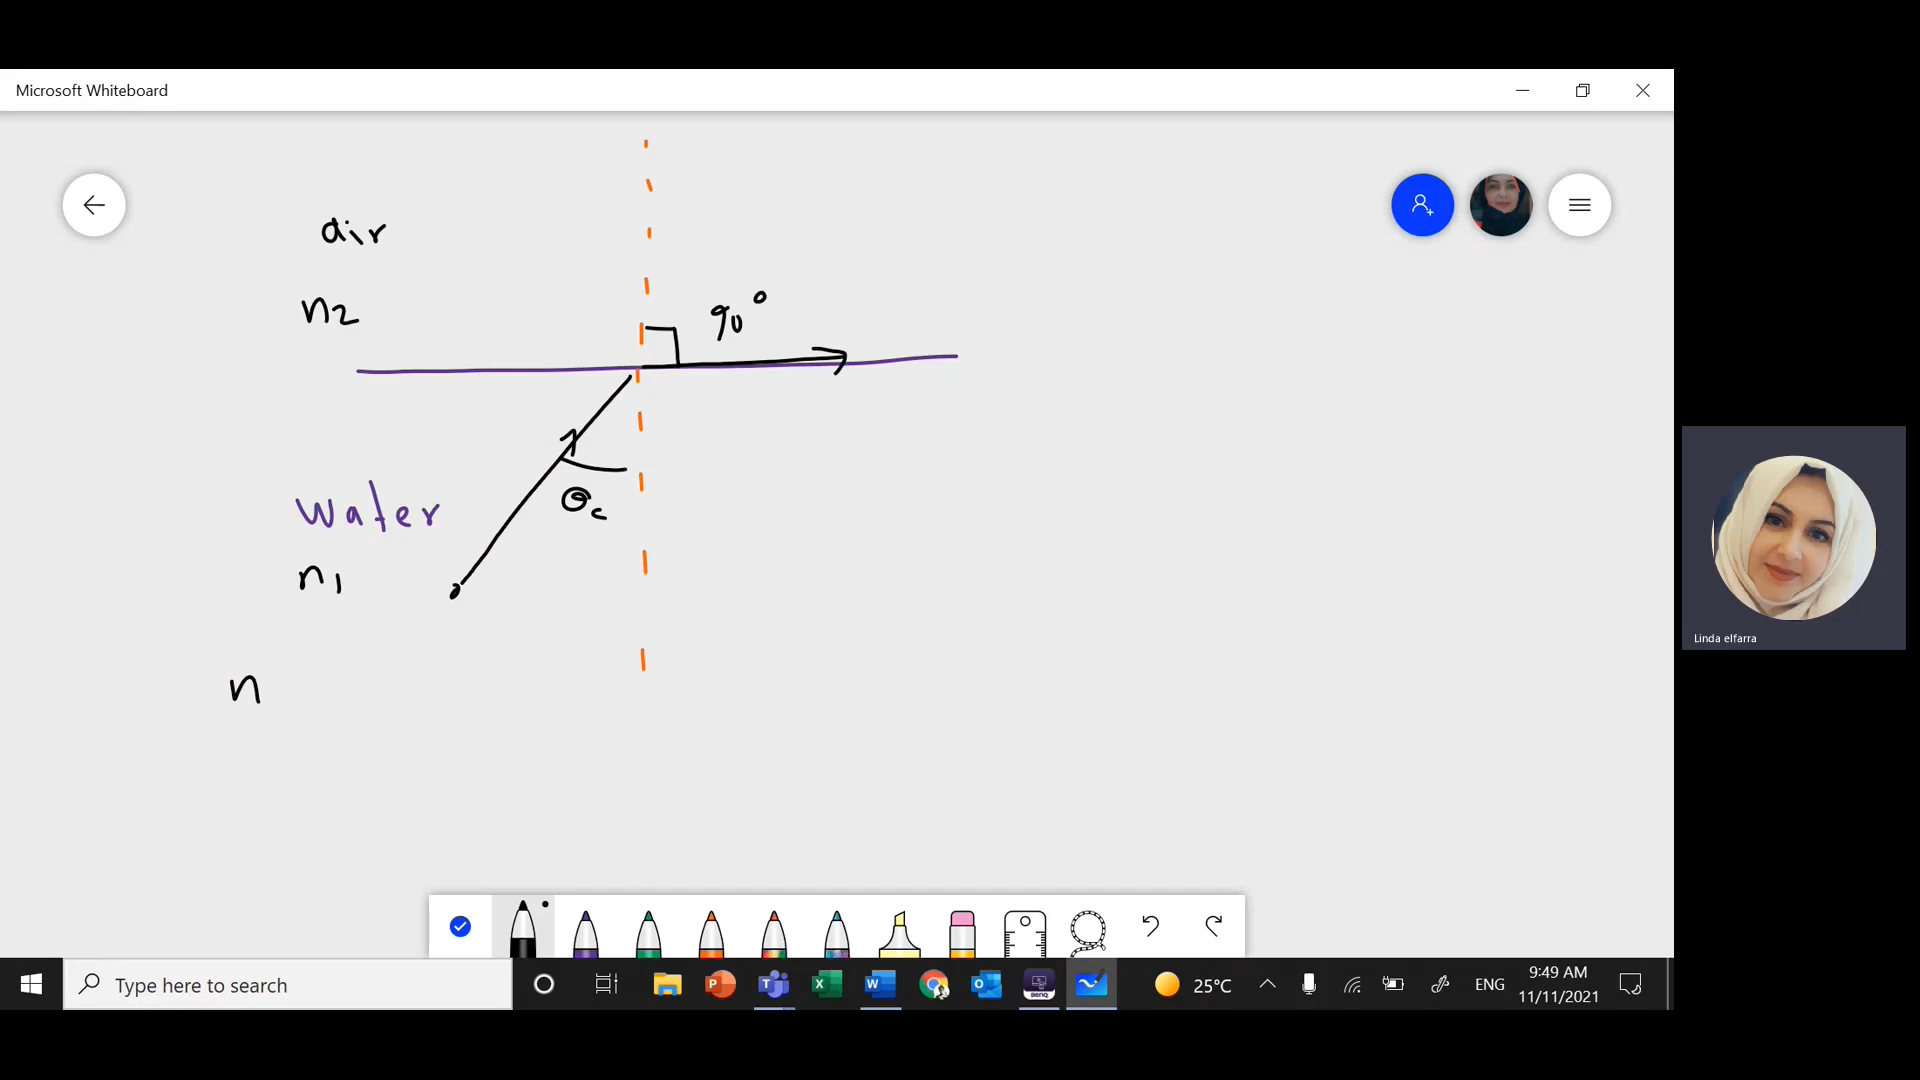 Microsoft Whiteboard
air
n2
90°
Water
θc
n1
n
Linda elfarra
Type here to search
25°C
ENG
9:49 AM
11/11/2021
BenQ